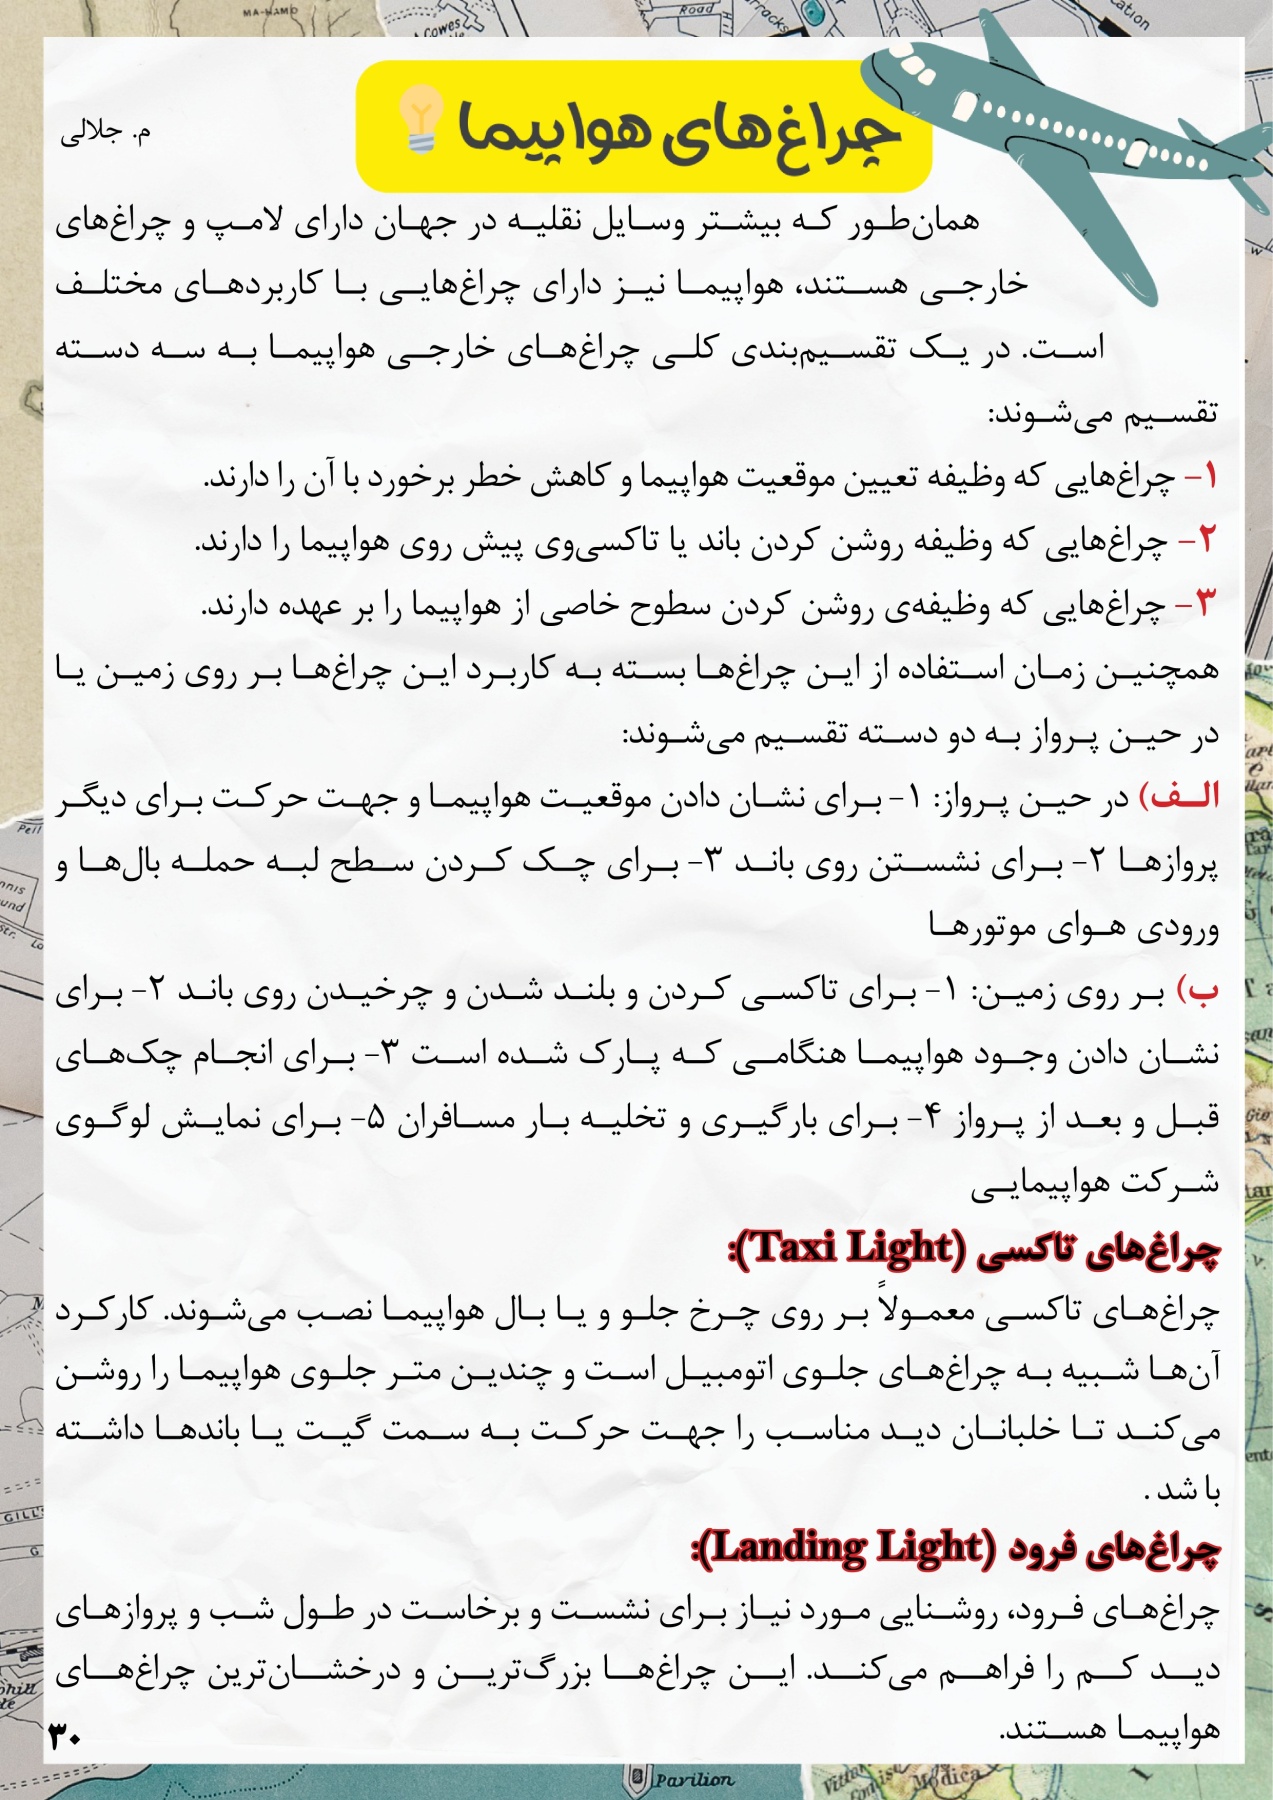 چراغ‌های هواپیما
م. جلالی
همان‌طور که بیشتر وسایل نقلیه در جهان دارای لامپ و چراغ‌های
خارجی هستند، هواپیما نیز دارای چراغ‌هایی با کاربردهای مختلف
است. در یک تقسیم‌بندی کلی چراغ‌های خارجی هواپیما به سه دسته
تقسیم می‌شوند:
۱- چراغ‌هایی که وظیفه تعیین موقعیت هواپیما و کاهش خطر برخورد با آن را دارند.
۲- چراغ‌هایی که وظیفه روشن کردن باند یا تاکسی‌وی پیش روی هواپیما را دارند.
۳- چراغ‌هایی که وظیفه‌ی روشن کردن سطوح خاصی از هواپیما را بر عهده دارند.
همچنین زمان استفاده از این چراغ‌ها بسته به کاربرد این چراغ‌ها بر روی زمین یا
در حین پرواز به دو دسته تقسیم می‌شوند:
الف) در حین پرواز: ۱- برای نشان دادن موقعیت هواپیما و جهت حرکت برای دیگر
پروازها ۲- برای نشستن روی باند ۳- برای چک کردن سطح لبه حمله بال‌ها و
ورودی هوای موتورها
ب) بر روی زمین: ۱- برای تاکسی کردن و بلند شدن و چرخیدن روی باند ۲- برای
نشان دادن وجود هواپیما هنگامی که پارک شده است ۳- برای انجام چک‌های
قبل و بعد از پرواز ۴- برای بارگیری و تخلیه بار مسافران ۵- برای نمایش لوگوی
شرکت هواپیمایی
چراغ‌های تاکسی (Taxi Light):
چراغ‌های تاکسی معمولاً بر روی چرخ جلو و یا بال هواپیما نصب می‌شوند. کارکرد
آن‌ها شبیه به چراغ‌های جلوی اتومبیل است و چندین متر جلوی هواپیما را روشن
می‌کند تا خلبانان دید مناسب را جهت حرکت به سمت گیت یا باندها داشته
باشد.
چراغ‌های فرود (Landing Light):
چراغ‌های فرود، روشنایی مورد نیاز برای نشست و برخاست در طول شب و پروازهای
دید کم را فراهم می‌کند. این چراغ‌ها بزرگ‌ترین و درخشان‌ترین چراغ‌های
هواپیما هستند.
۳۰
MA-NAMO
Cowes
Road
Pavilion
Modica
GILL'S